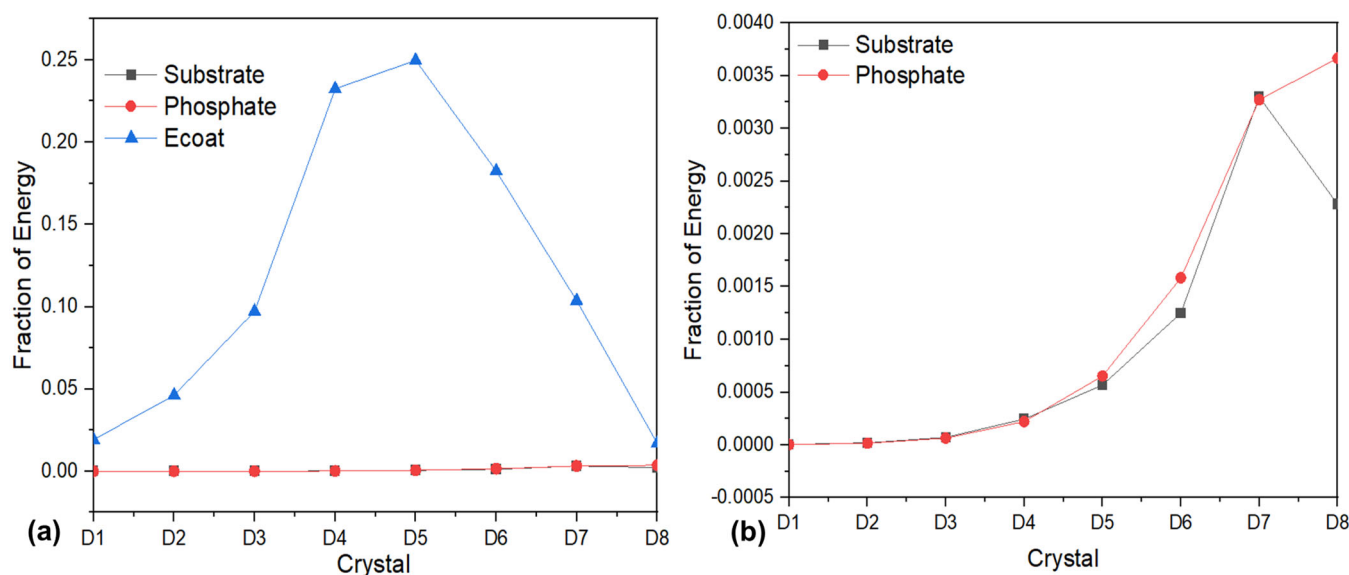 Fraction of Energy
0.25
0.20
0.15
0.10
0.05
0.00
Substrate
Phosphate
Ecoat
(a)
D1 D2 D3 D4 D5 D6 D7 D8
Crystal
Fraction of Energy
0.0040
0.0035
0.0030
0.0025
0.0020
0.0015
0.0010
0.0005
0.0000
-0.0005
Substrate
Phosphate
(b)
D1 D2 D3 D4 D5 D6 D7 D8
Crystal